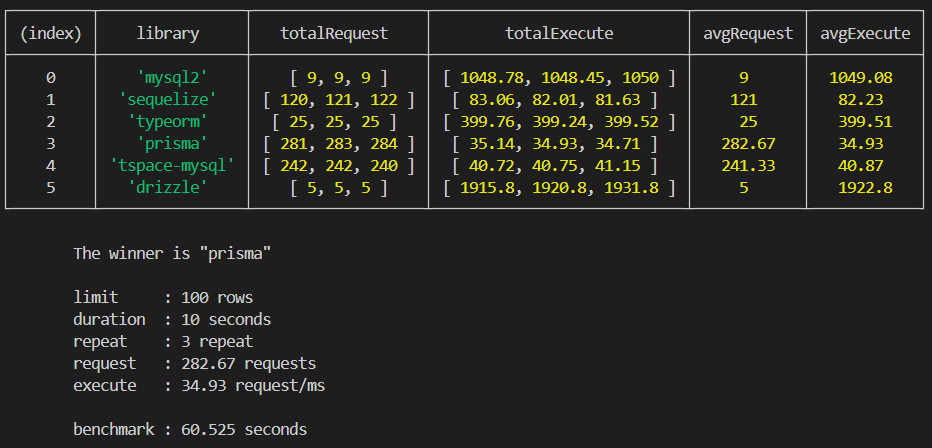 (index) library totalRequest totalExecute avgRequest avgExecute
0 'mysql2' [ 9, 9, 9 ] [ 1048.78, 1048.45, 1050 ] 9 1049.08
1 'sequelize' [ 120, 121, 122 ] [ 83.06, 82.01, 81.63 ] 121 82.23
2 'typeorm' [ 25, 25, 25 ] [ 399.76, 399.24, 399.52 ] 25 399.51
3 'prisma' [ 281, 283, 284 ] [ 35.14, 34.93, 34.71 ] 282.67 34.93
4 'tspace-mysql' [ 242, 242, 240 ] [ 40.72, 40.75, 41.15 ] 241.33 40.87
5 'drizzle' [ 5, 5, 5 ] [ 1915.8, 1920.8, 1931.8 ] 5 1922.8
The winner is "prisma"
limit : 100 rows
duration : 10 seconds
repeat : 3 repeat
request : 282.67 requests
execute : 34.93 request/ms
benchmark : 60.525 seconds